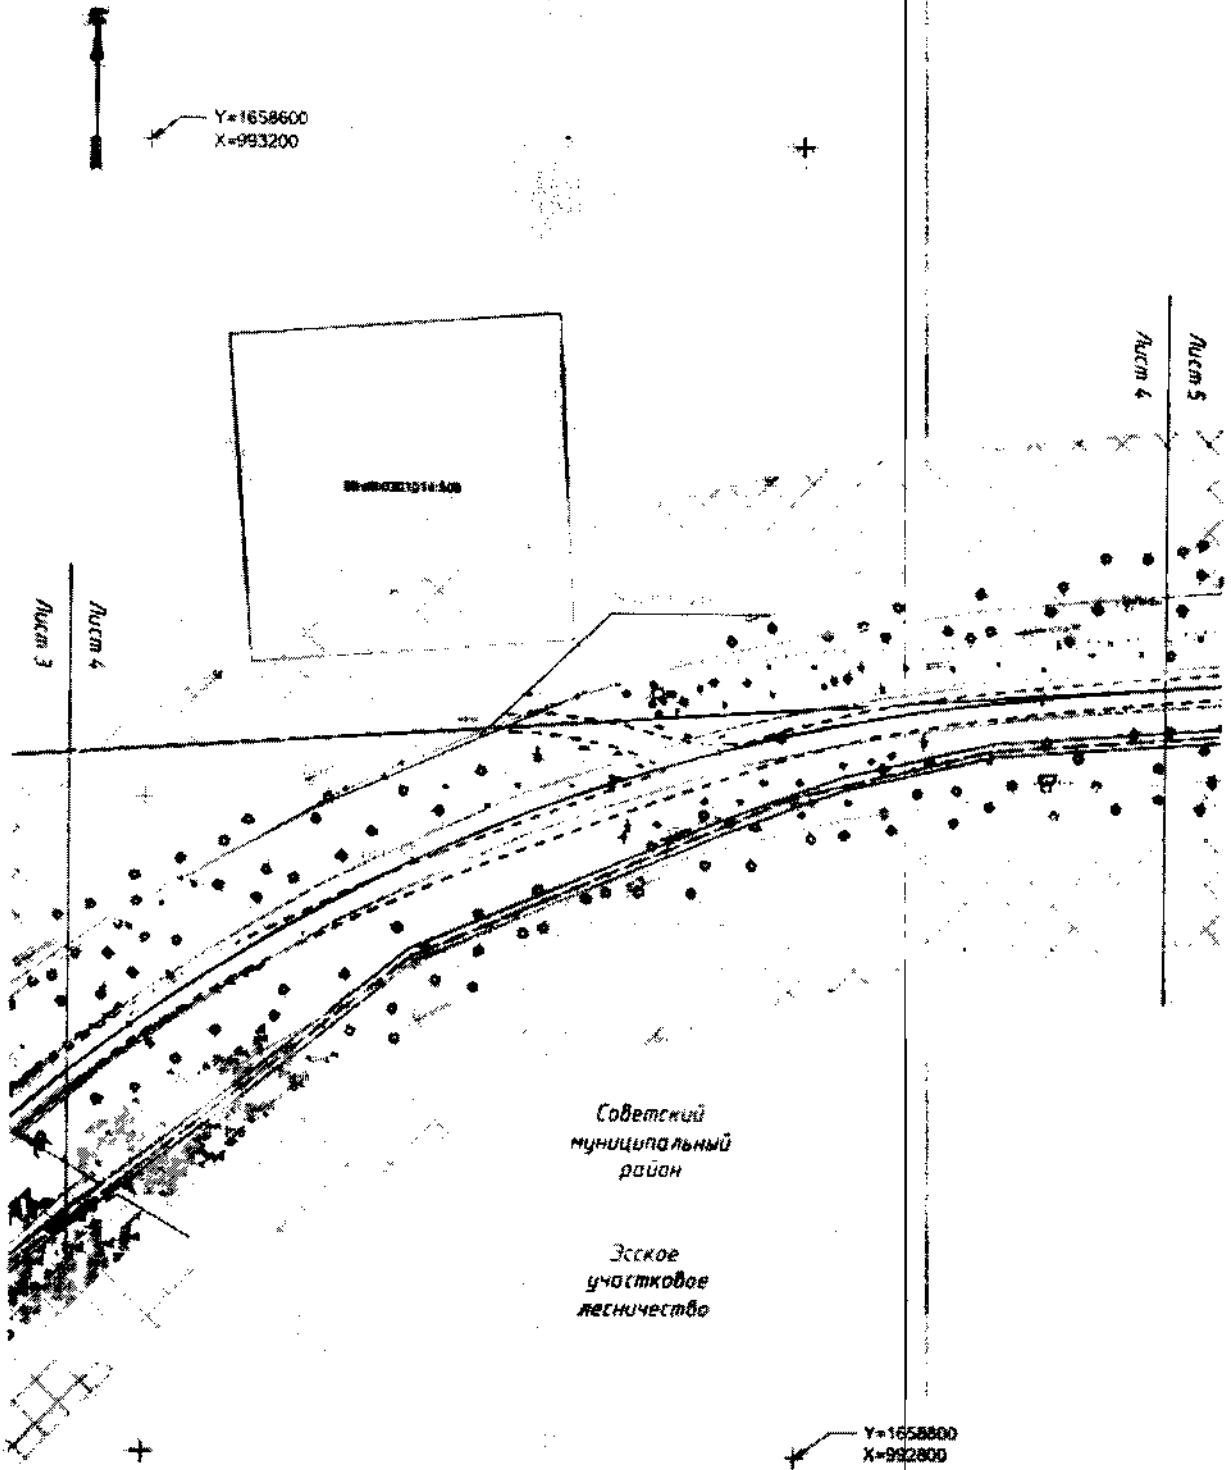 Y=1658600
X=993200
Лист 5
Лист 4
Лист 4
Лист 3
Советский
муниципальный
район
Эсское
участковое
лесничество
Y=1658800
X=992800